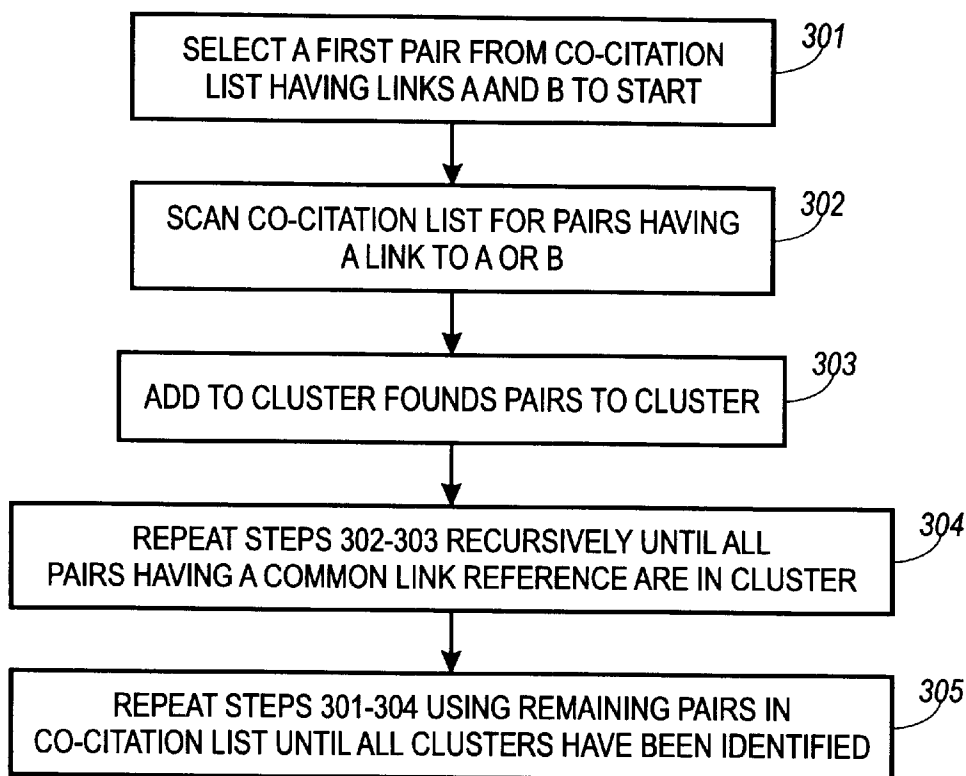 SELECT A FIRST PAIR FROM CO-CITATION
LIST HAVING LINKS A AND B TO START
301
SCAN CO-CITATION LIST FOR PAIRS HAVING
A LINK TO A OR B
302
ADD TO CLUSTER FOUNDS PAIRS TO CLUSTER
303
REPEAT STEPS 302-303 RECURSIVELY UNTIL ALL
PAIRS HAVING A COMMON LINK REFERENCE ARE IN CLUSTER
304
REPEAT STEPS 301-304 USING REMAINING PAIRS IN
CO-CITATION LIST UNTIL ALL CLUSTERS HAVE BEEN IDENTIFIED
305